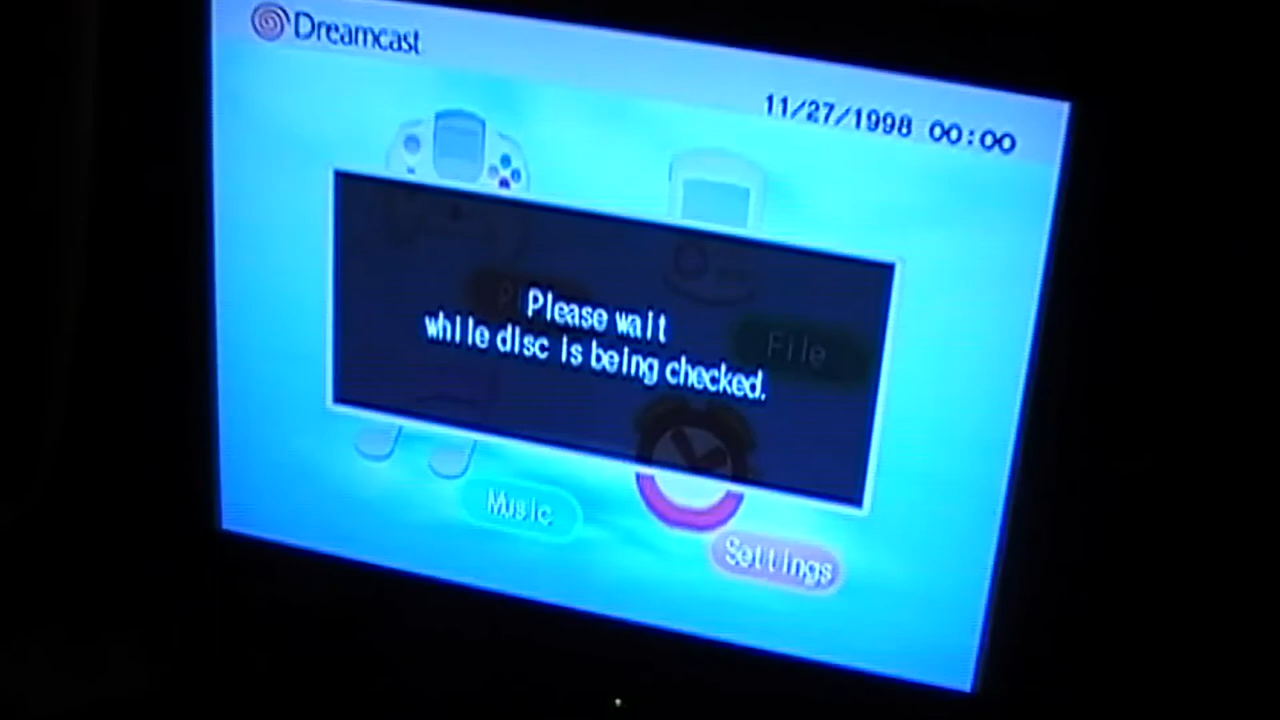 Dreamcast
11/27/1998 00:00
Please wait
while disc is being checked.
File
Music
Settings